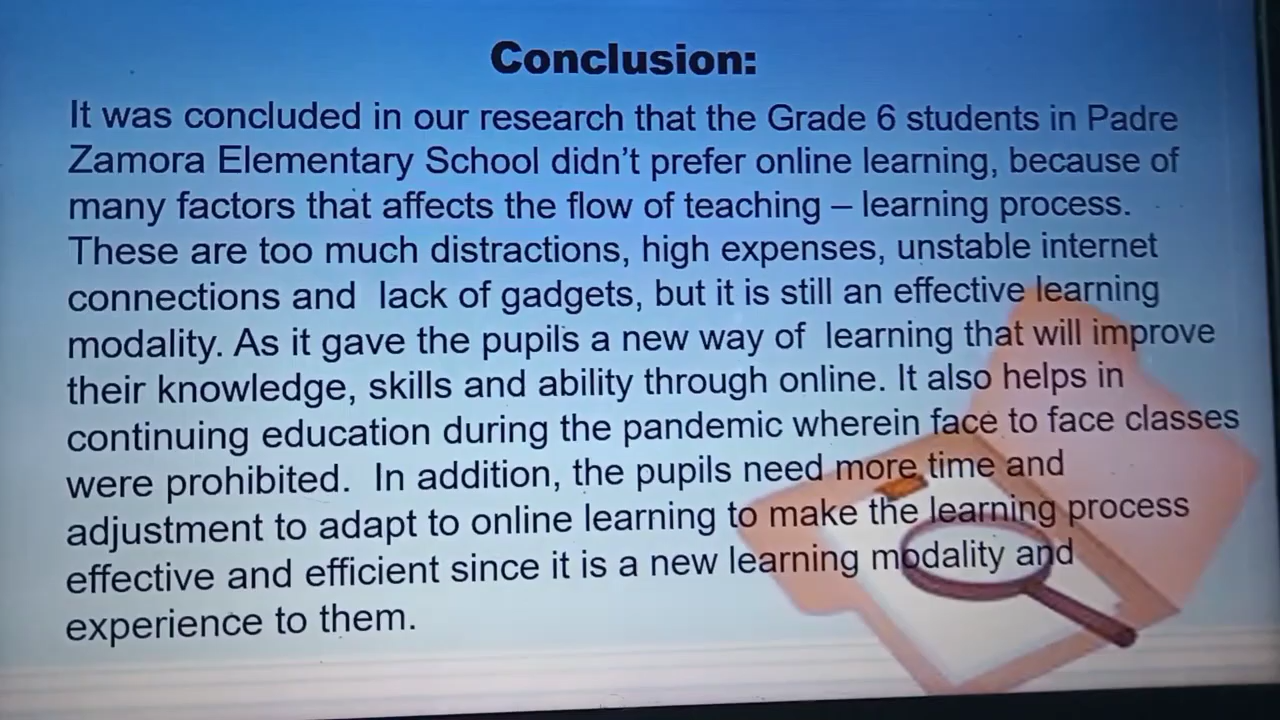 Conclusion:
It was concluded in our research that the Grade 6 students in Padre
Zamora Elementary School didn't prefer online learning, because of
many factors that affects the flow of teaching – learning process.
These are too much distractions, high expenses, unstable internet
connections and  lack of gadgets, but it is still an effective learning
modality. As it gave the pupils a new way of  learning that will improve
their knowledge, skills and ability through online. It also helps in
continuing education during the pandemic wherein face to face classes
were prohibited.  In addition, the pupils need more time and
adjustment to adapt to online learning to make the learning process
effective and efficient since it is a new learning modality and
experience to them.